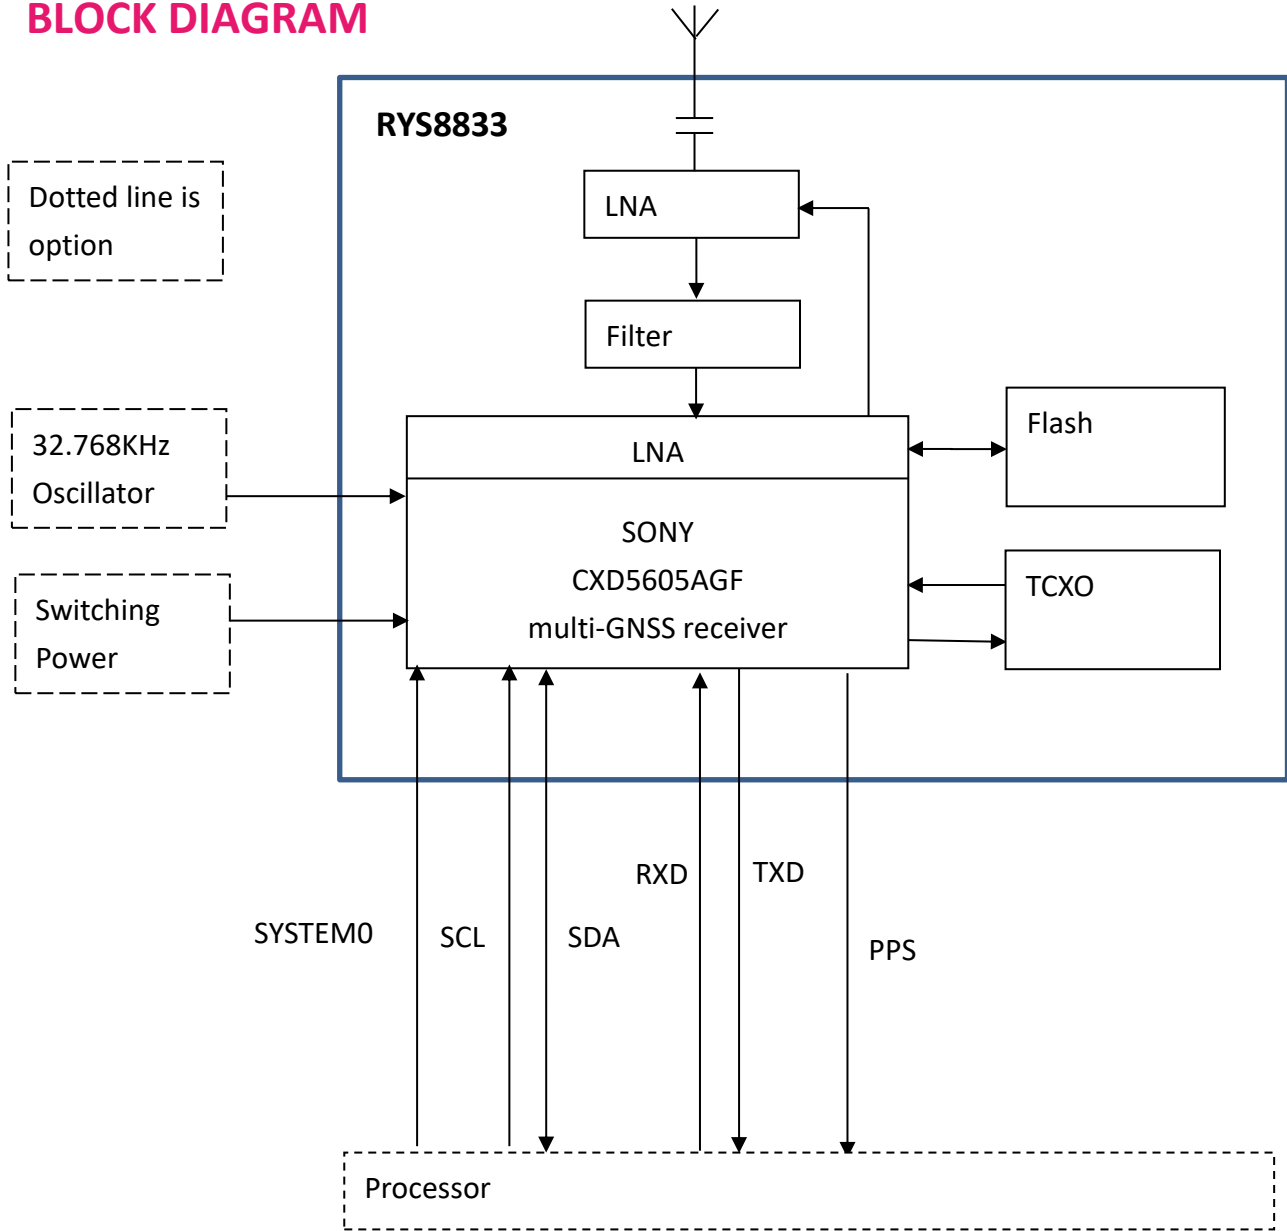 BLOCK DIAGRAM
RYS8833
Dotted line is
option
LNA
Filter
32.768KHz
Oscillator
LNA
Flash
SONY
CXD5605AGF
multi-GNSS receiver
TCXO
Switching
Power
RXD
TXD
SYSTEM0
SCL
SDA
PPS
Processor